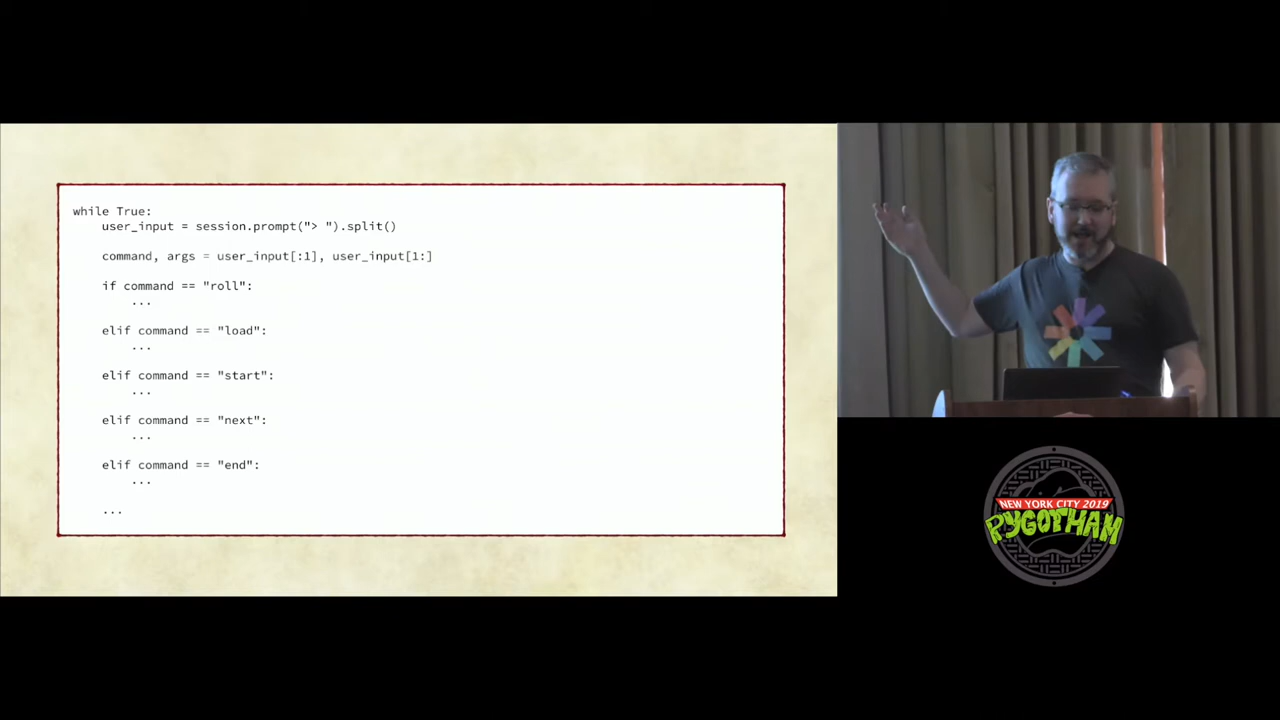 while True:
    user_input = session.prompt("> ").split()
    command, args = user_input[:1], user_input[1:]
    if command == "roll":
        ...
    elif command == "load":
        ...
    elif command == "start":
        ...
    elif command == "next":
        ...
    elif command == "end":
        ...
    ...
NEW YORK CITY 2019
PYGOTHAM